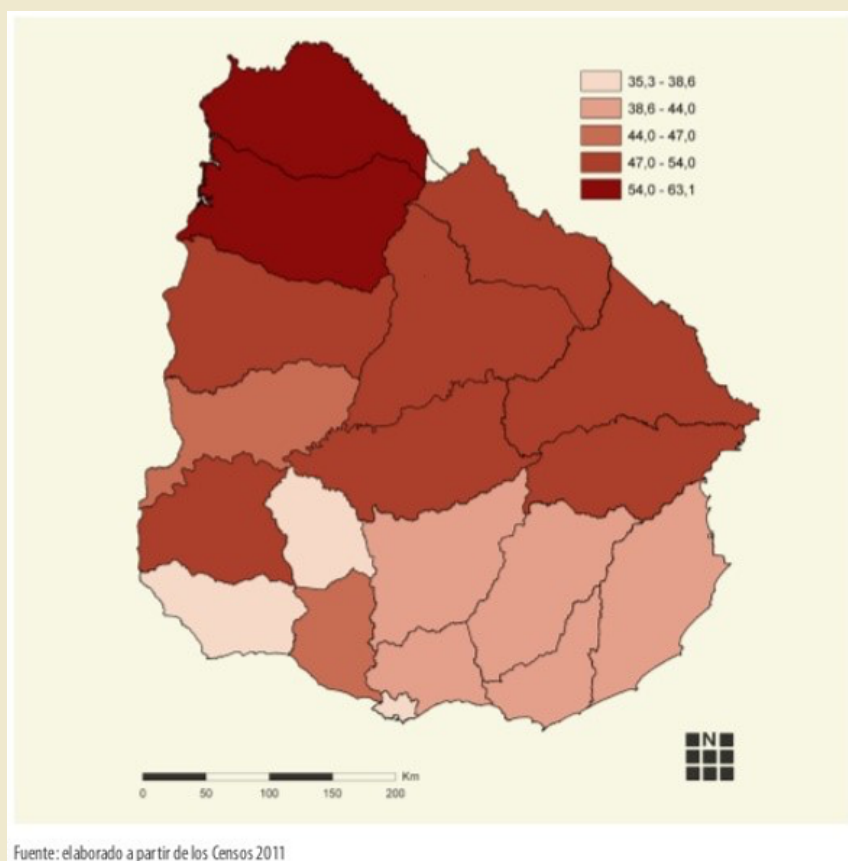 35,3 - 38,6
38,6 - 44,0
44,0 - 47,0
47,0 - 54,0
54,0 - 63,1
N
Km
0 50 100 150 200
Fuente: elaborado a partir de los Censos 2011